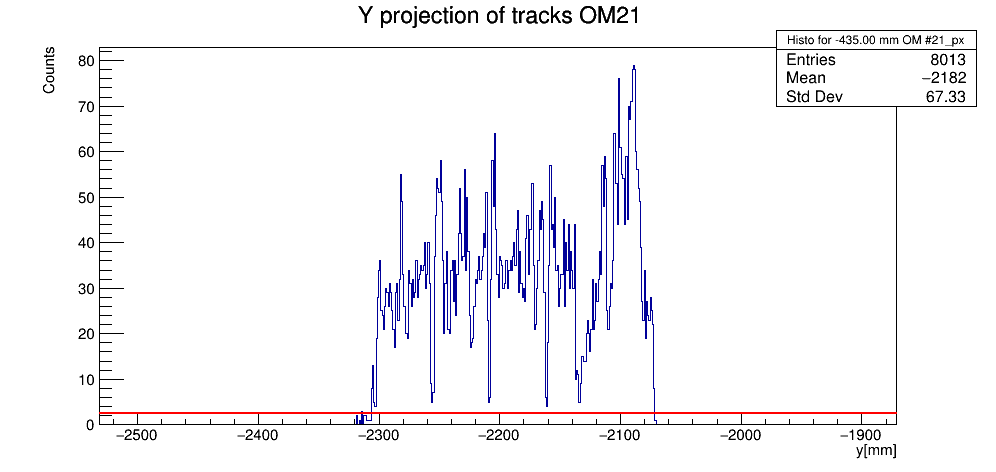 Y projection of tracks OM21
Histo for -435.00 mm OM #21_px
Entries 8013
Mean −2182
Std Dev 67.33
Counts
80
70
60
50
40
30
20
10
0
−2500 −2400 −2300 −2200 −2100 −2000 −1900
y[mm]